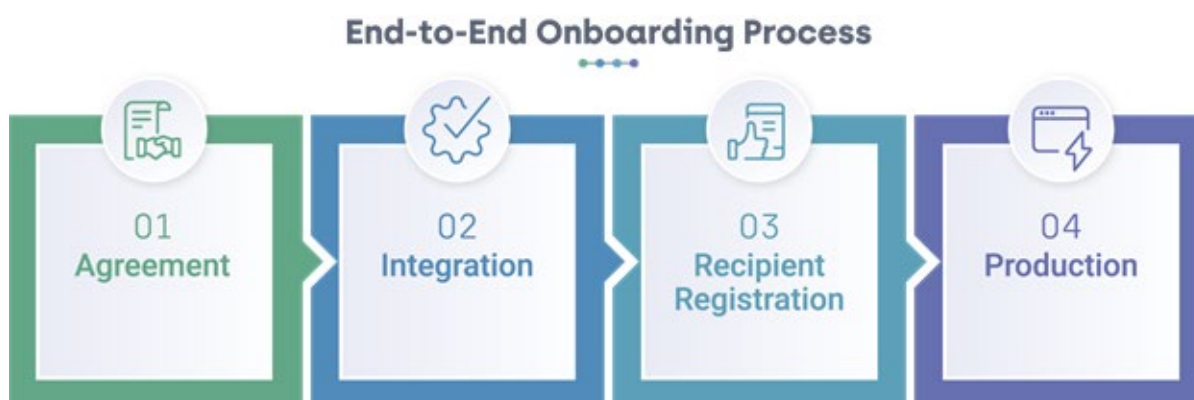 End-to-End Onboarding Process
01
Agreement
02
Integration
03
Recipient
Registration
04
Production